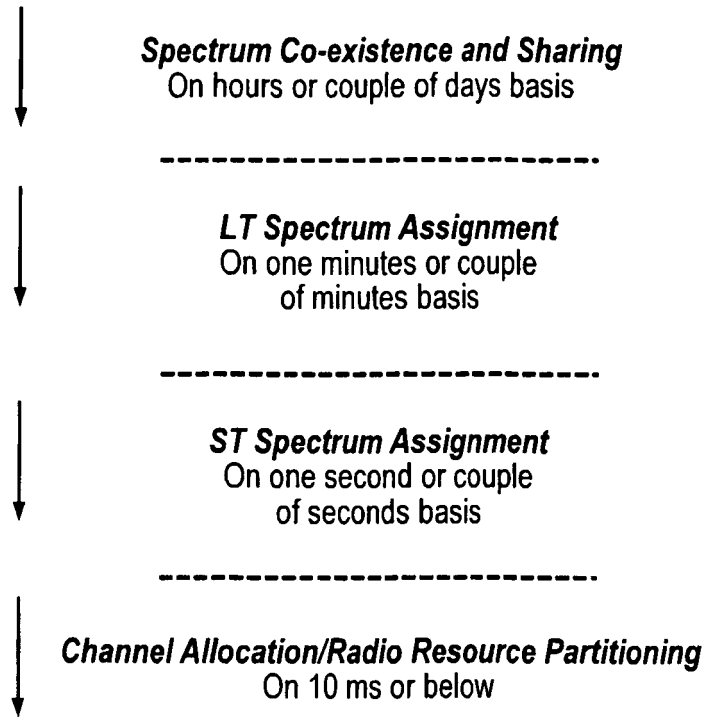 Spectrum Co-existence and Sharing
On hours or couple of days basis
LT Spectrum Assignment
On one minutes or couple
of minutes basis
ST Spectrum Assignment
On one second or couple
of seconds basis
Channel Allocation/Radio Resource Partitioning
On 10 ms or below